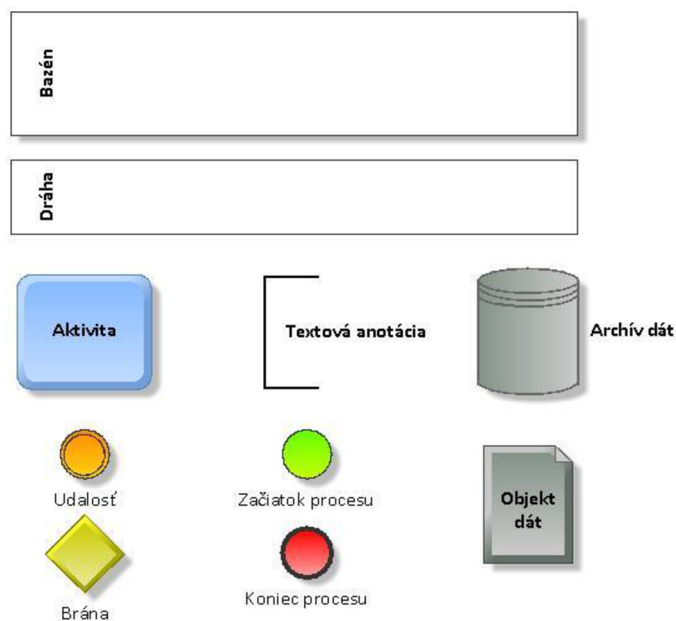 Bazén
Dráha
Aktivita
Textová anotácia
Archív dát
Udalosť
Začiatok procesu
Objekt
dát
Brána
Koniec procesu